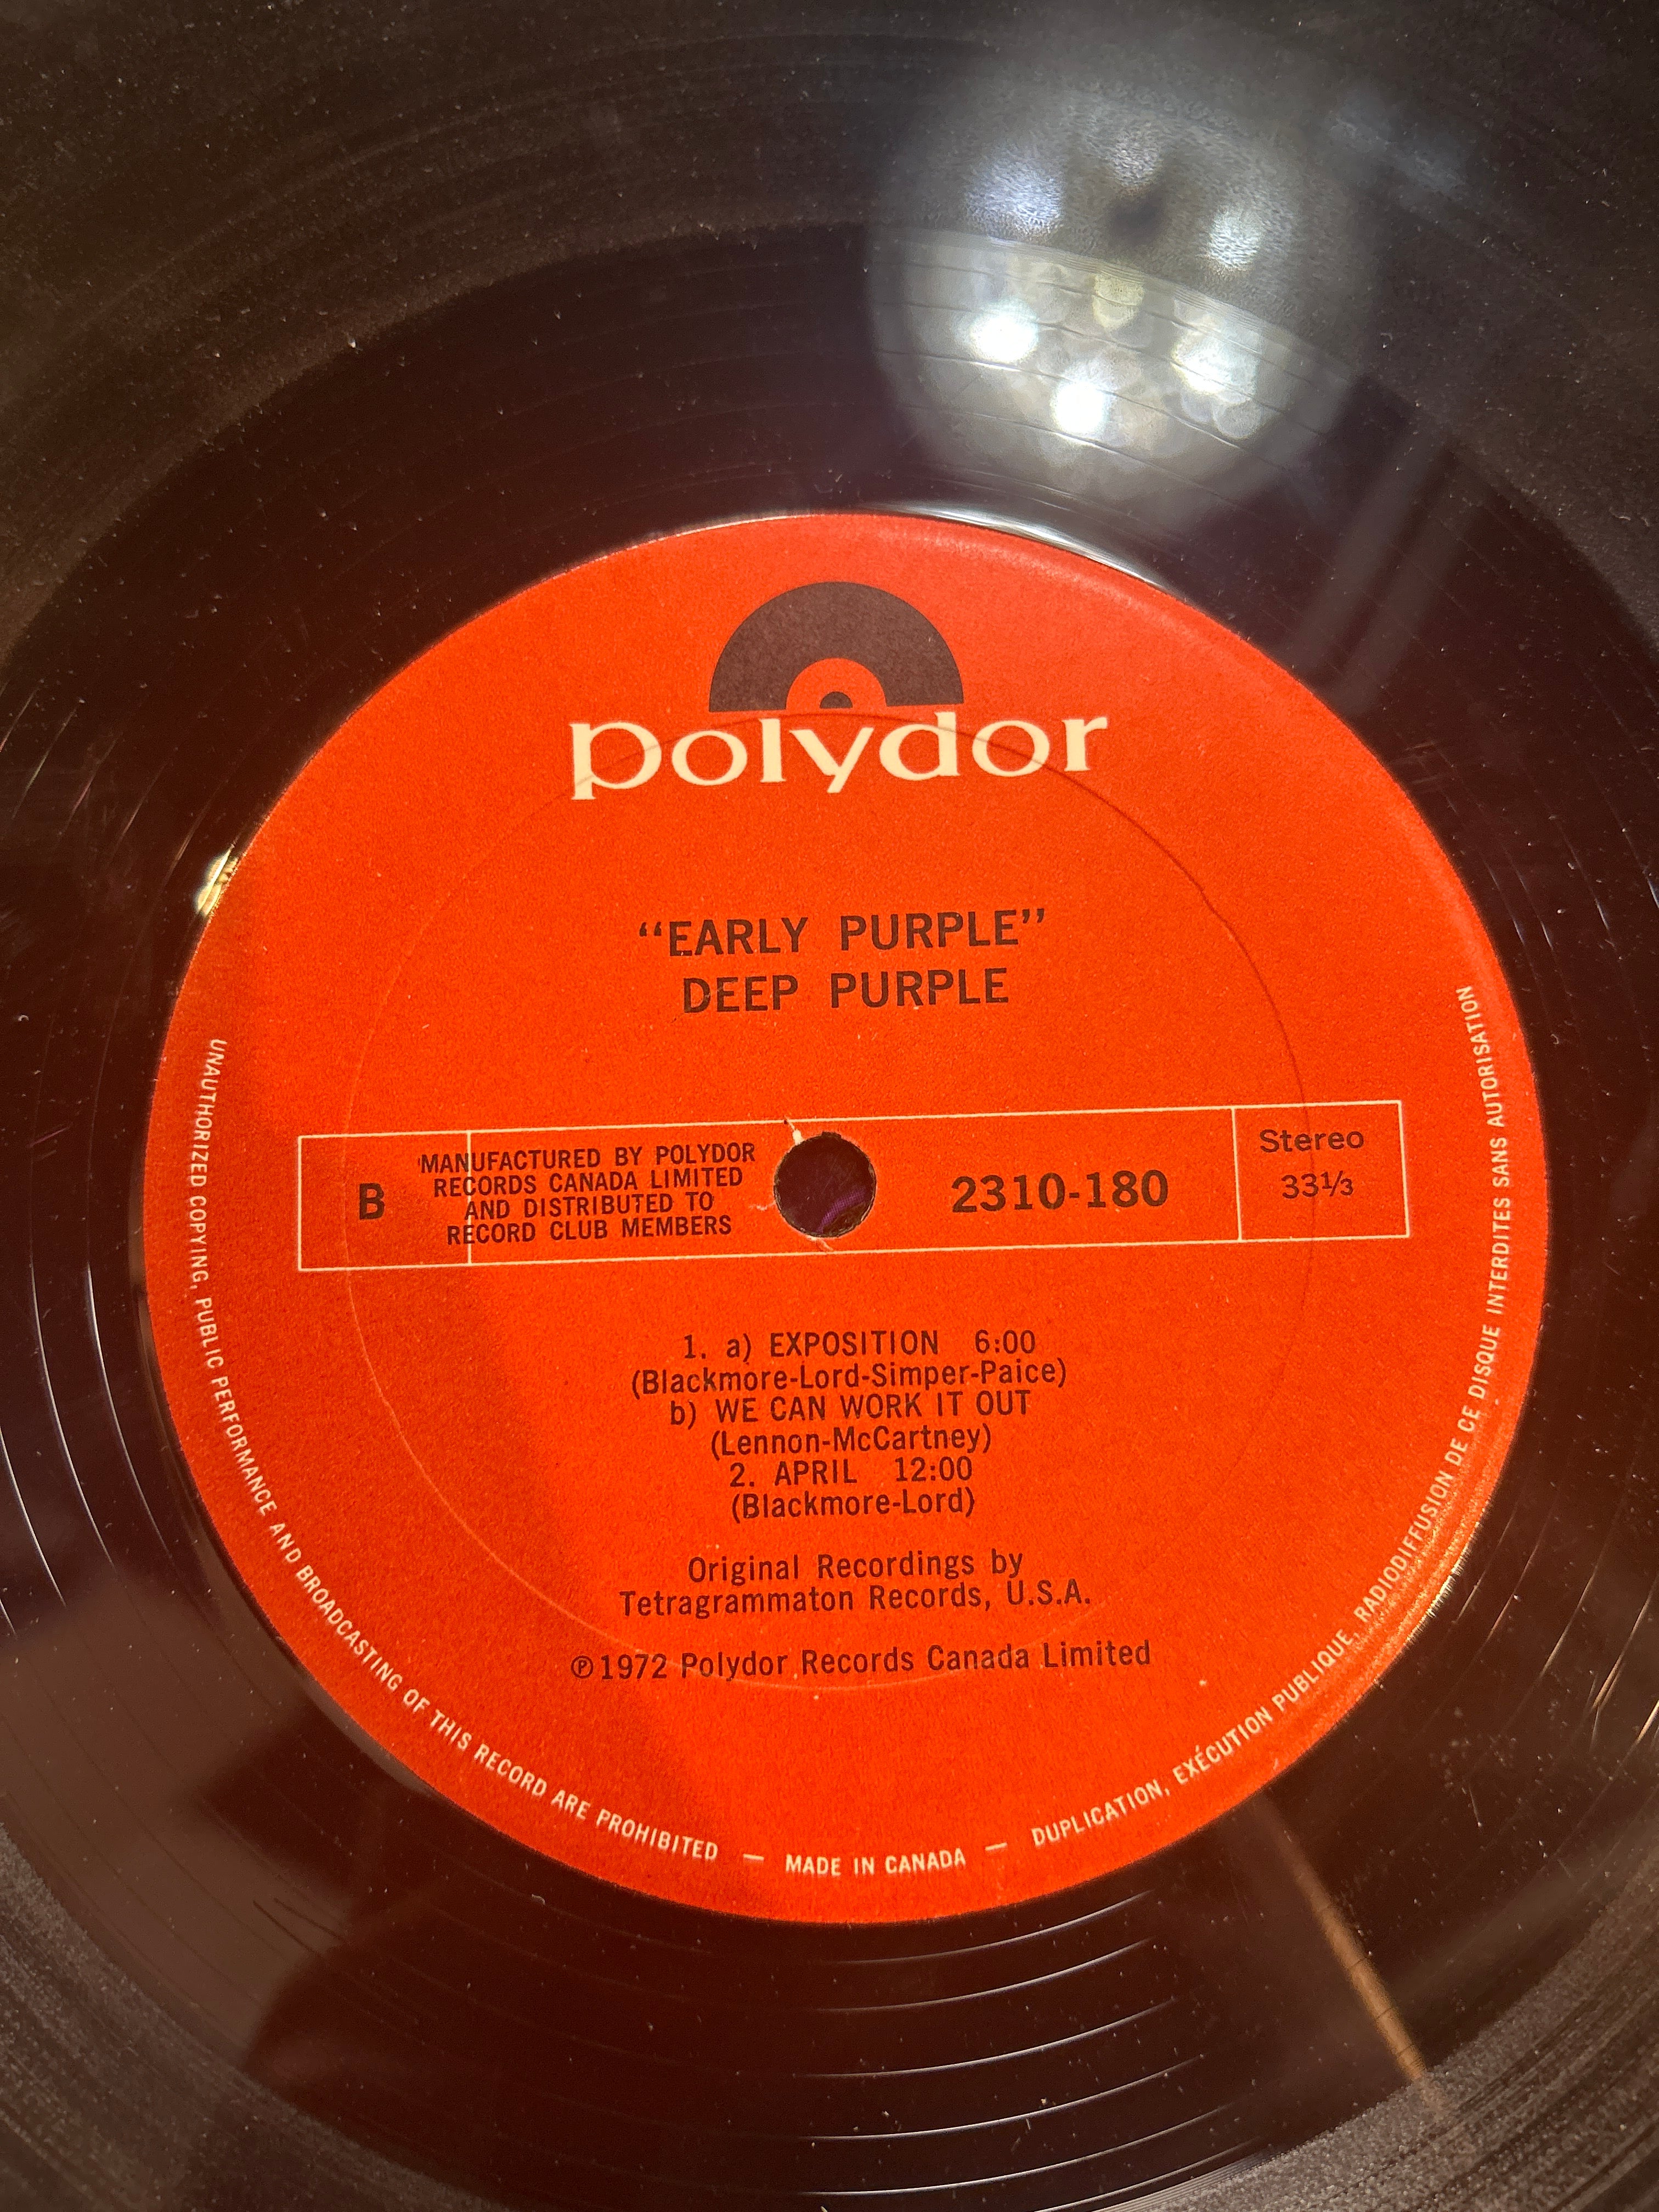 polydor
“EARLY PURPLE”
DEEP PURPLE
B
MANUFACTURED BY POLYDOR
RECORDS CANADA LIMITED
AND DISTRIBUTED TO
RECORD CLUB MEMBERS
2310-180
Stereo
33⅓
1. a) EXPOSITION 6:00
(Blackmore-Lord-Simper-Paice)
b) WE CAN WORK IT OUT
(Lennon-McCartney)
2. APRIL 12:00
(Blackmore-Lord)
Original Recordings by
Tetragrammaton Records, U.S.A.
℗1972 Polydor Records Canada Limited
UNAUTHORIZED COPYING, PUBLIC PERFORMANCE AND BROADCASTING OF THIS RECORD ARE PROHIBITED — MADE IN CANADA — DUPLICATION, EXÉCUTION PUBLIQUE, RADIODIFFUSION DE CE DISQUE INTERDITES SANS AUTORISATION